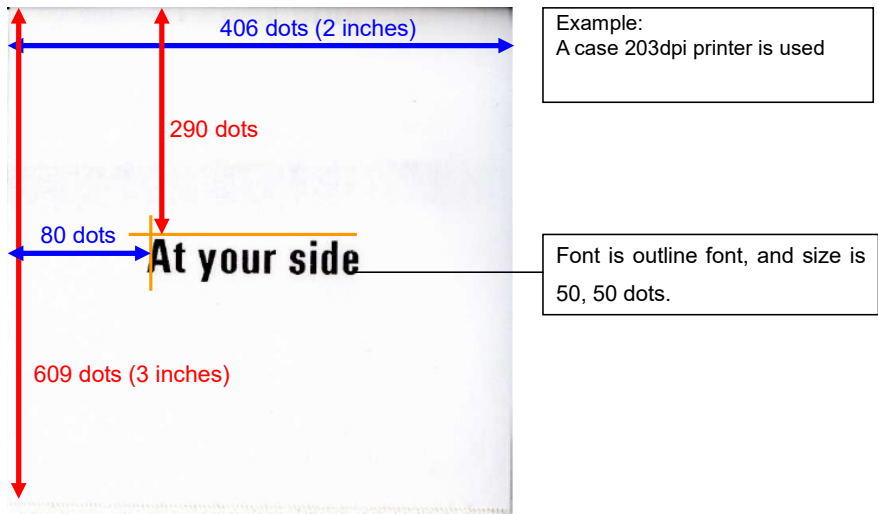 406 dots (2 inches)
Example:
A case 203dpi printer is used
290 dots
80 dots
At your side
Font is outline font, and size is
50, 50 dots.
609 dots (3 inches)